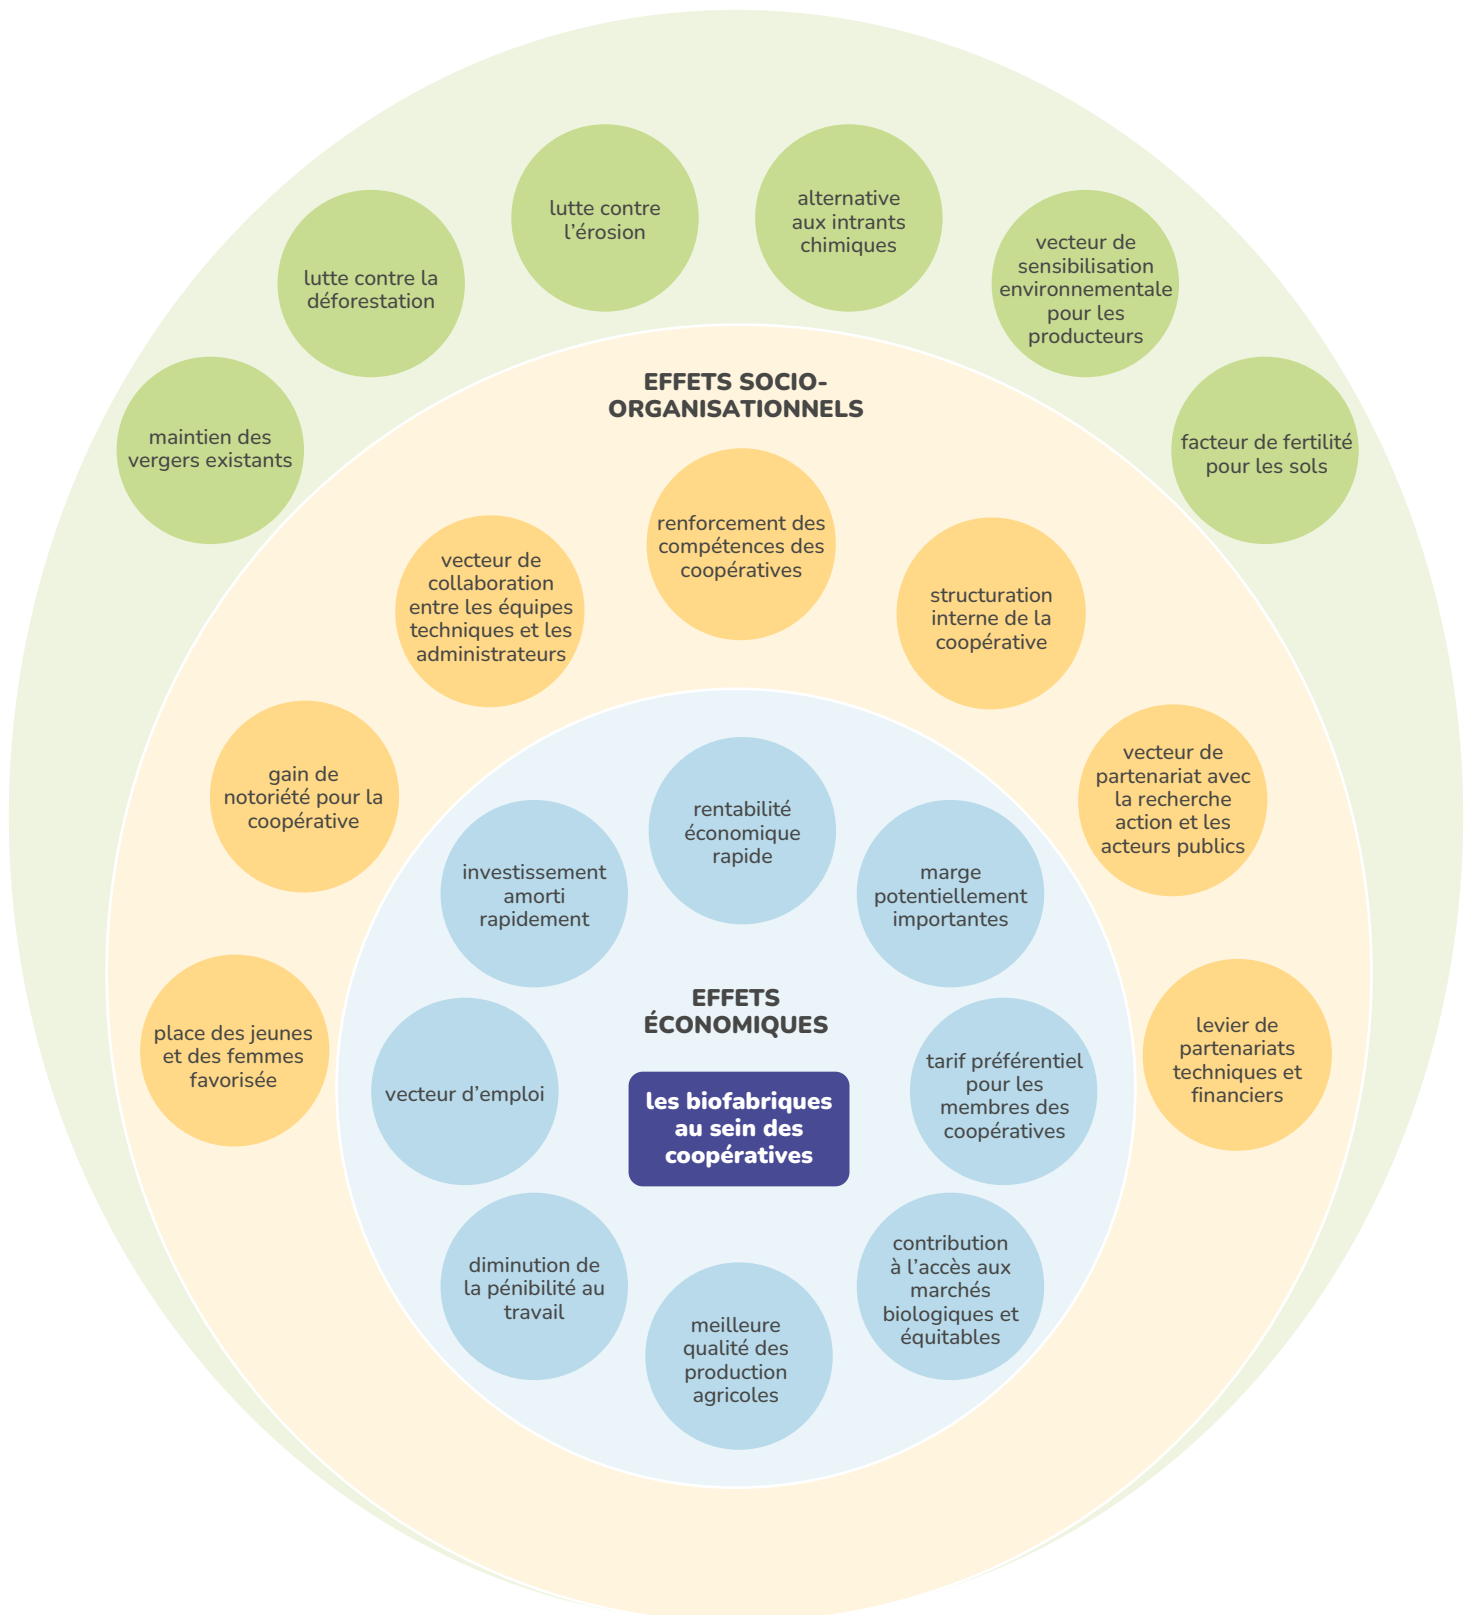 lutte contre
l’érosion
alternative
aux intrants
chimiques
lutte contre la
déforestation
vecteur de
sensibilisation
environnementale
pour les
producteurs
maintien des
vergers existants
facteur de fertilité
pour les sols
EFFETS SOCIO-
ORGANISATIONNELS
renforcement des
compétences des
coopératives
vecteur de
collaboration
entre les équipes
techniques et les
administrateurs
structuration
interne de la
coopérative
gain de
notoriété pour la
coopérative
vecteur de
partenariat avec
la recherche
action et les
acteurs publics
place des jeunes
et des femmes
favorisée
levier de
partenariats
techniques et
financiers
rentabilité
économique
rapide
investissement
amorti
rapidement
marge
potentiellement
importantes
EFFETS
ÉCONOMIQUES
vecteur d’emploi
les biofabriques
au sein des
coopératives
tarif préférentiel
pour les
membres des
coopératives
diminution de
la pénibilité au
travail
meilleure
qualité des
production
agricoles
contribution
à l’accès aux
marchés
biologiques et
équitables